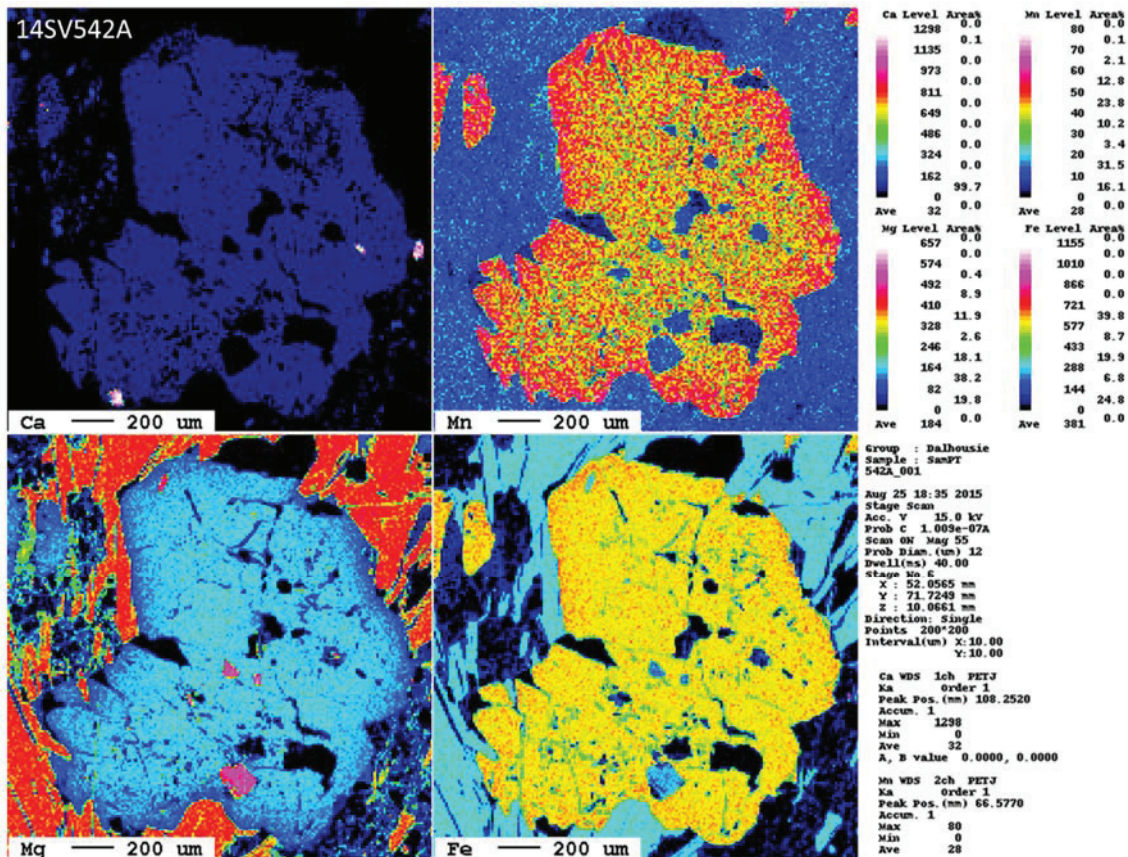 14SV542A
Ca 200 um
Mn 200 um
Mg 200 um
Fe 200 um
Ca Level Area%
0.0
1298 0.1
1135 0.0
973 0.0
811 0.0
649 0.0
486 0.0
324 0.0
162 99.7
0 0.0
Ave 32
Mn Level Area%
0.0
80 0.1
70 2.1
60 12.8
50 23.8
40 10.2
30 3.4
20 31.5
10 16.1
0 0.0
Ave 28
Mg Level Area%
0.0
657 0.0
574 0.4
492 8.9
410 11.9
328 2.6
246 18.1
164 38.2
82 19.8
0 0.0
Ave 184
Fe Level Area%
0.0
1155 0.0
1010 0.0
866 0.0
721 39.8
577 8.7
433 19.9
288 6.8
144 24.8
0 0.0
Ave 381
Group : Dalhousie
Sample : SamPT
542A_001
Aug 25 18:35 2015
Stage Scan
Acc. V 15.0 kV
Prob C 1.009e-07A
Scan ON Mag 55
Prob Diam.(um) 12
Dwell(ms) 40.00
Stage No.6
X : 52.0565 mm
Y : 71.7249 mm
Z : 10.0661 mm
Direction: Single
Points 200*200
Interval(um) X:10.00
Y:10.00
Ca WDS 1ch PETJ
Ka Order 1
Peak Pos.(mm) 108.2520
Accum. 1
Max 1298
Min 0
Ave 32
A, B value 0.0000, 0.0000
Mn WDS 2ch PETJ
Ka Order 1
Peak Pos.(mm) 66.5770
Accum. 1
Max 80
Min 0
Ave 28